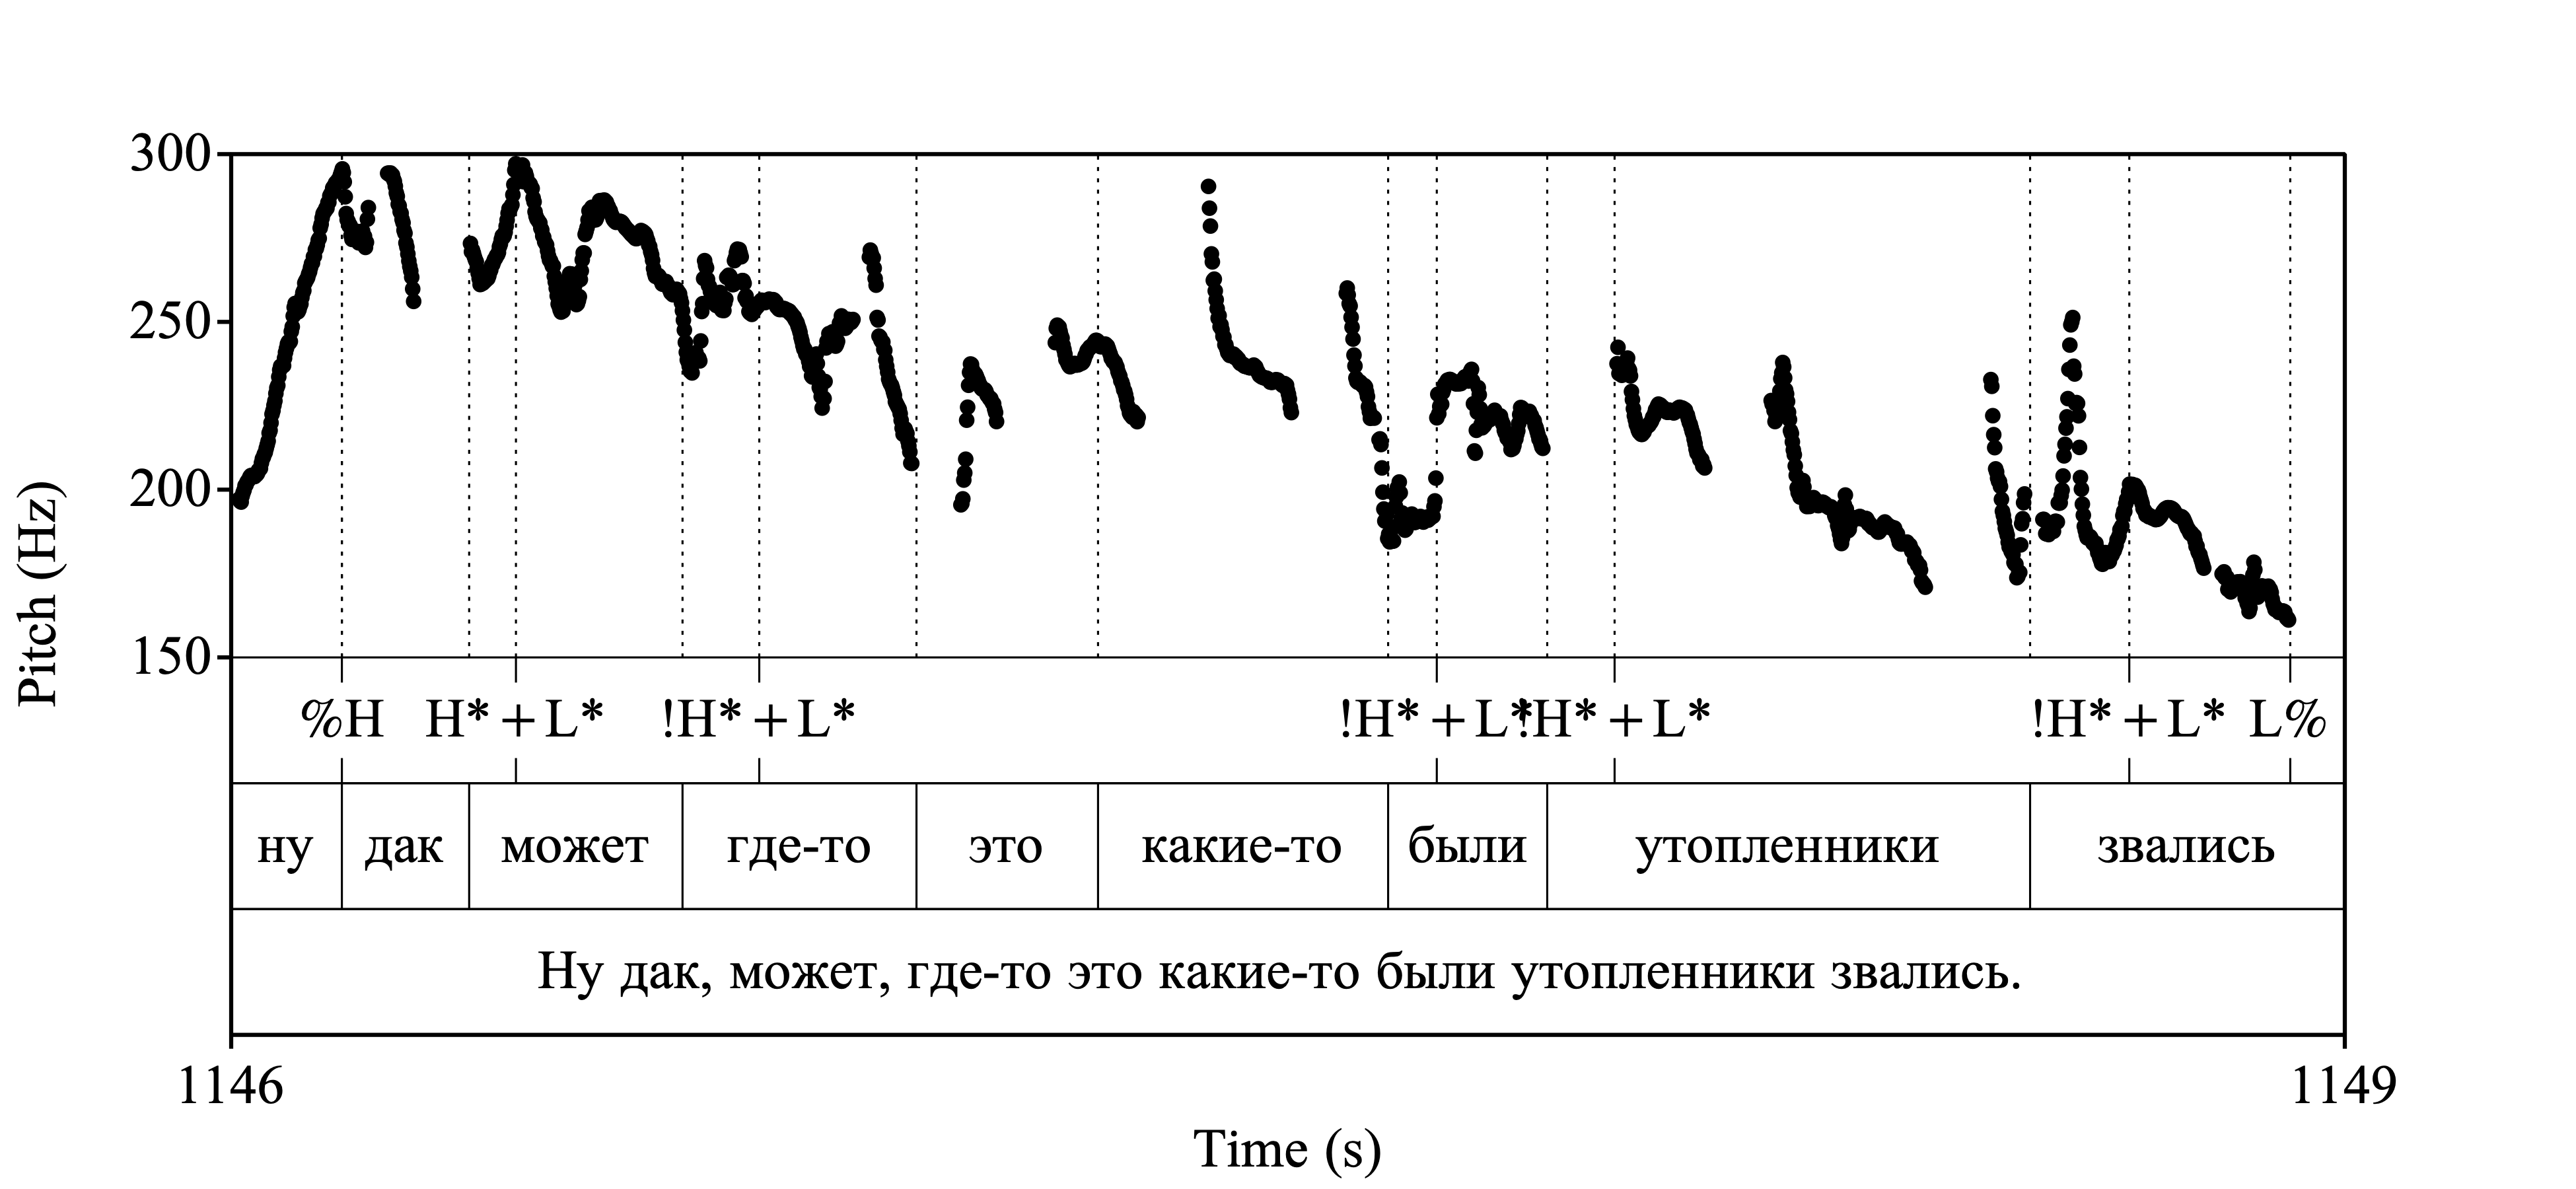 300
250
200
150
Pitch (Hz)
%H H*+L* !H*+L* !H*+L* !H*+L* !H*+L* L%
ну дак может где-то это какие-то были утопленники звались
Ну дак, может, где-то это какие-то были утопленники звались.
1146 1149
Time (s)